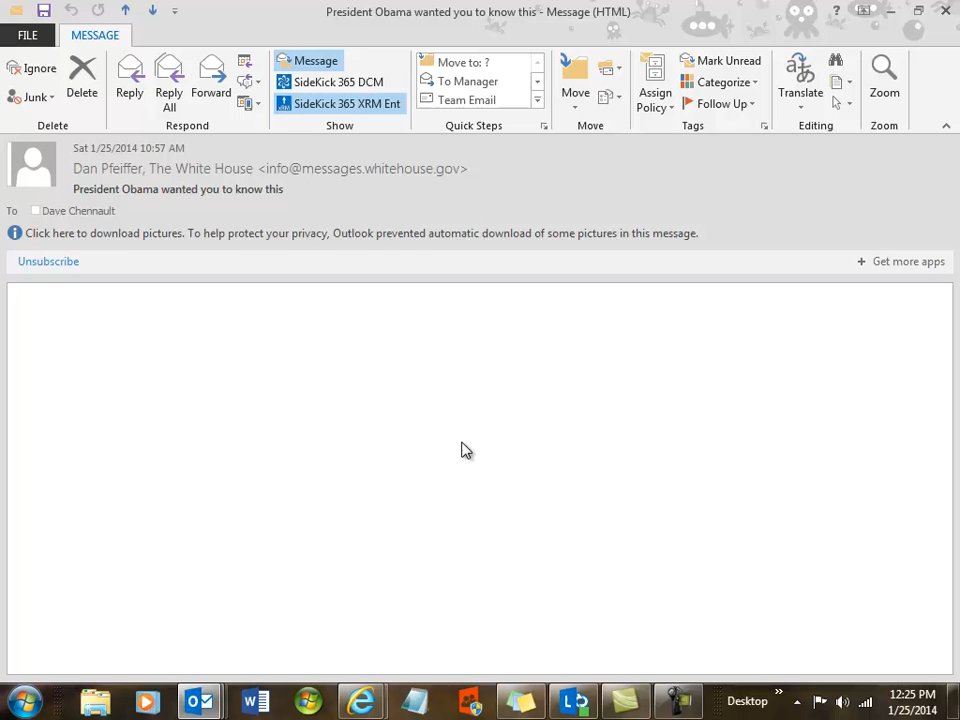 President Obama wanted you to know this - Message (HTML)
?
FILE
MESSAGE
Ignore
Junk
Delete
Reply
Reply
All
Forward
Message
SideKick 365 DCM
SideKick 365 XRM Ent
Move to: ?
To Manager
Team Email
Move
Assign
Policy
Mark Unread
Categorize
Follow Up
Translate
Zoom
Delete
Respond
Show
Quick Steps
Move
Tags
Editing
Zoom
Sat 1/25/2014 10:57 AM
Dan Pfeiffer, The White House <info@messages.whitehouse.gov>
President Obama wanted you to know this
To Dave Chennault
Click here to download pictures. To help protect your privacy, Outlook prevented automatic download of some pictures in this message.
Unsubscribe
+ Get more apps
Desktop
12:25 PM
1/25/2014